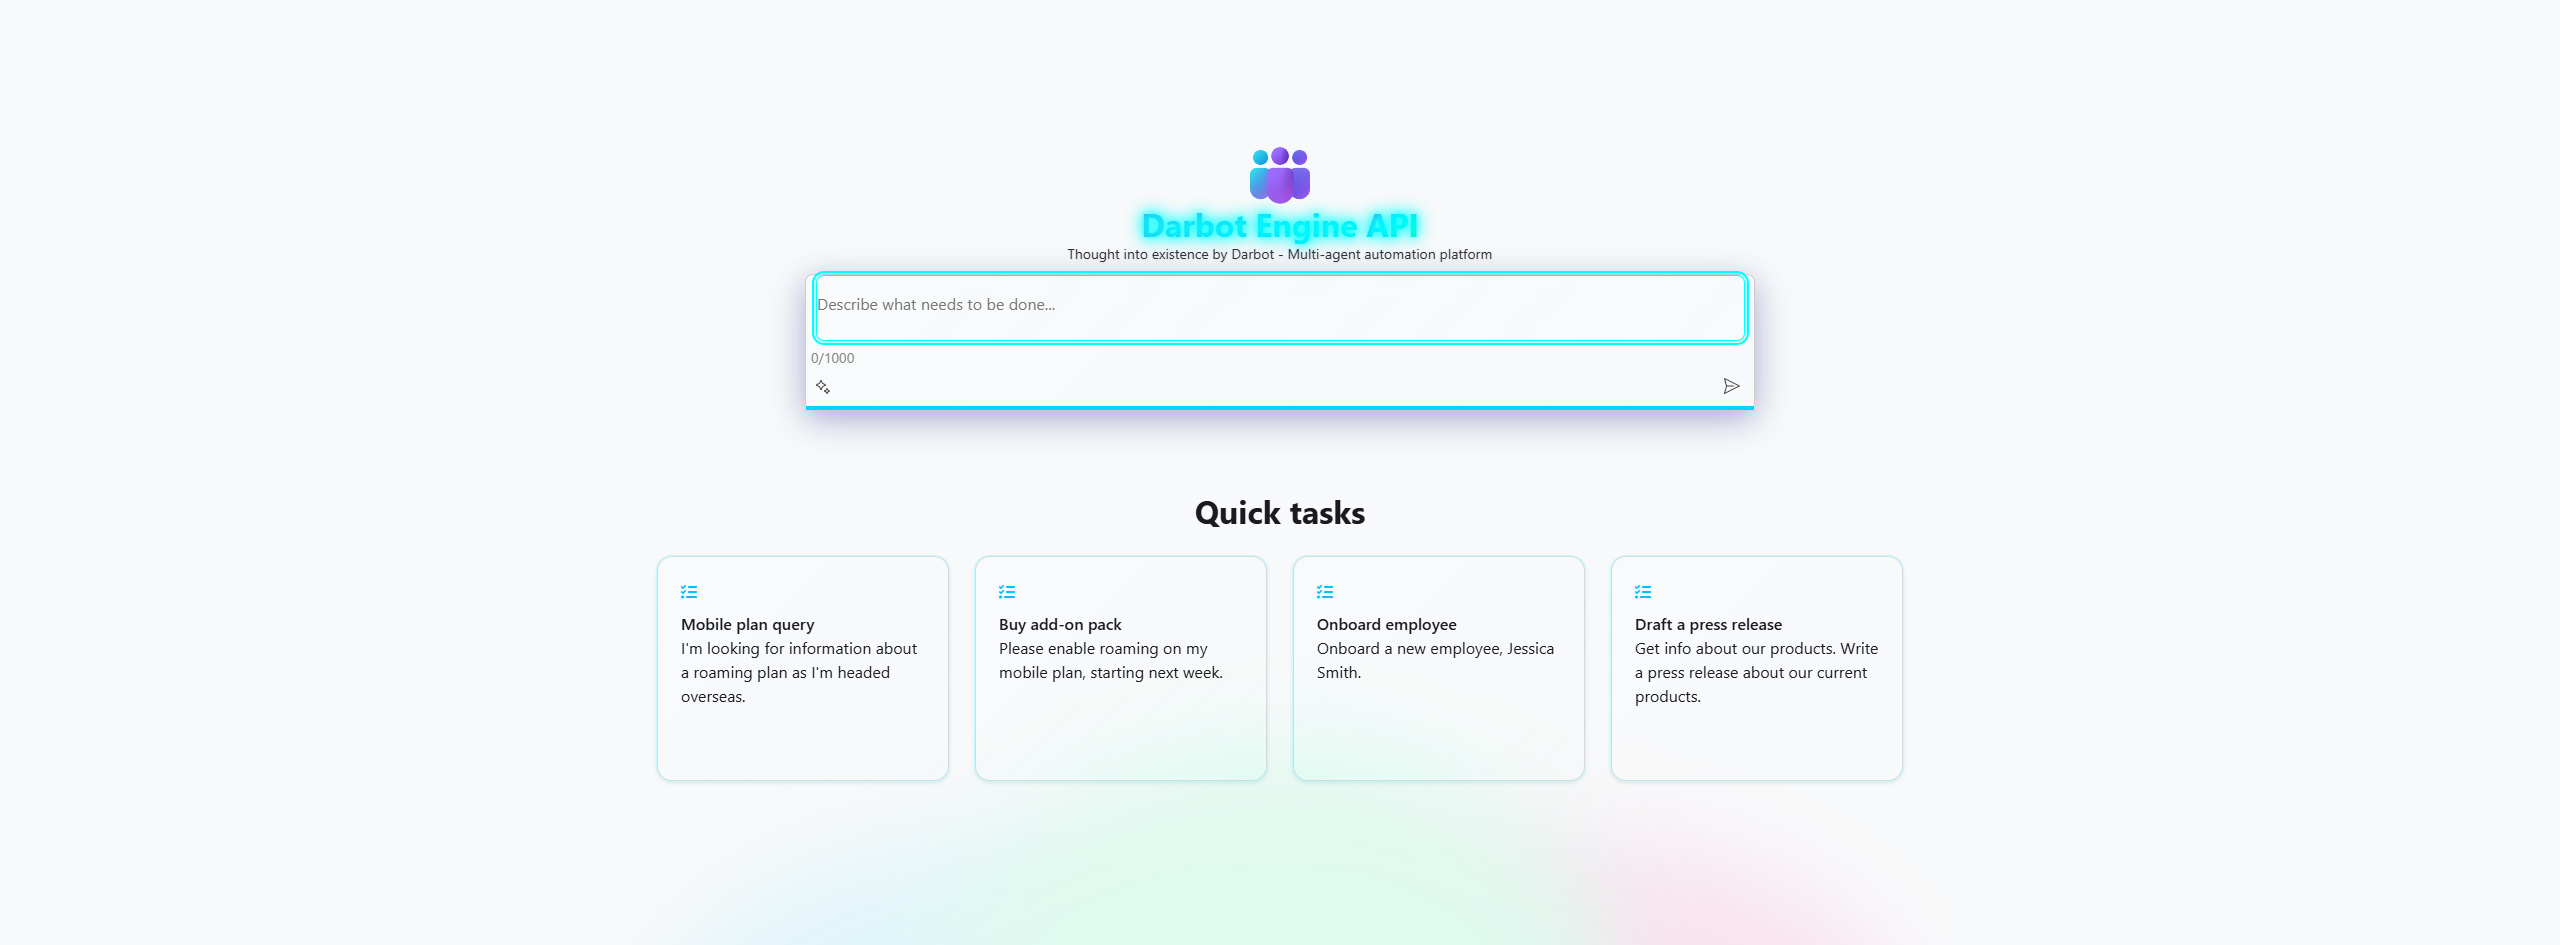 Darbot Engine API
Thought into existence by Darbot - Multi-agent automation platform
Describe what needs to be done...
0/1000
Quick tasks
Mobile plan query
I'm looking for information about
a roaming plan as I'm headed
overseas.
Buy add-on pack
Please enable roaming on my
mobile plan, starting next week.
Onboard employee
Onboard a new employee, Jessica
Smith.
Draft a press release
Get info about our products. Write
a press release about our current
products.